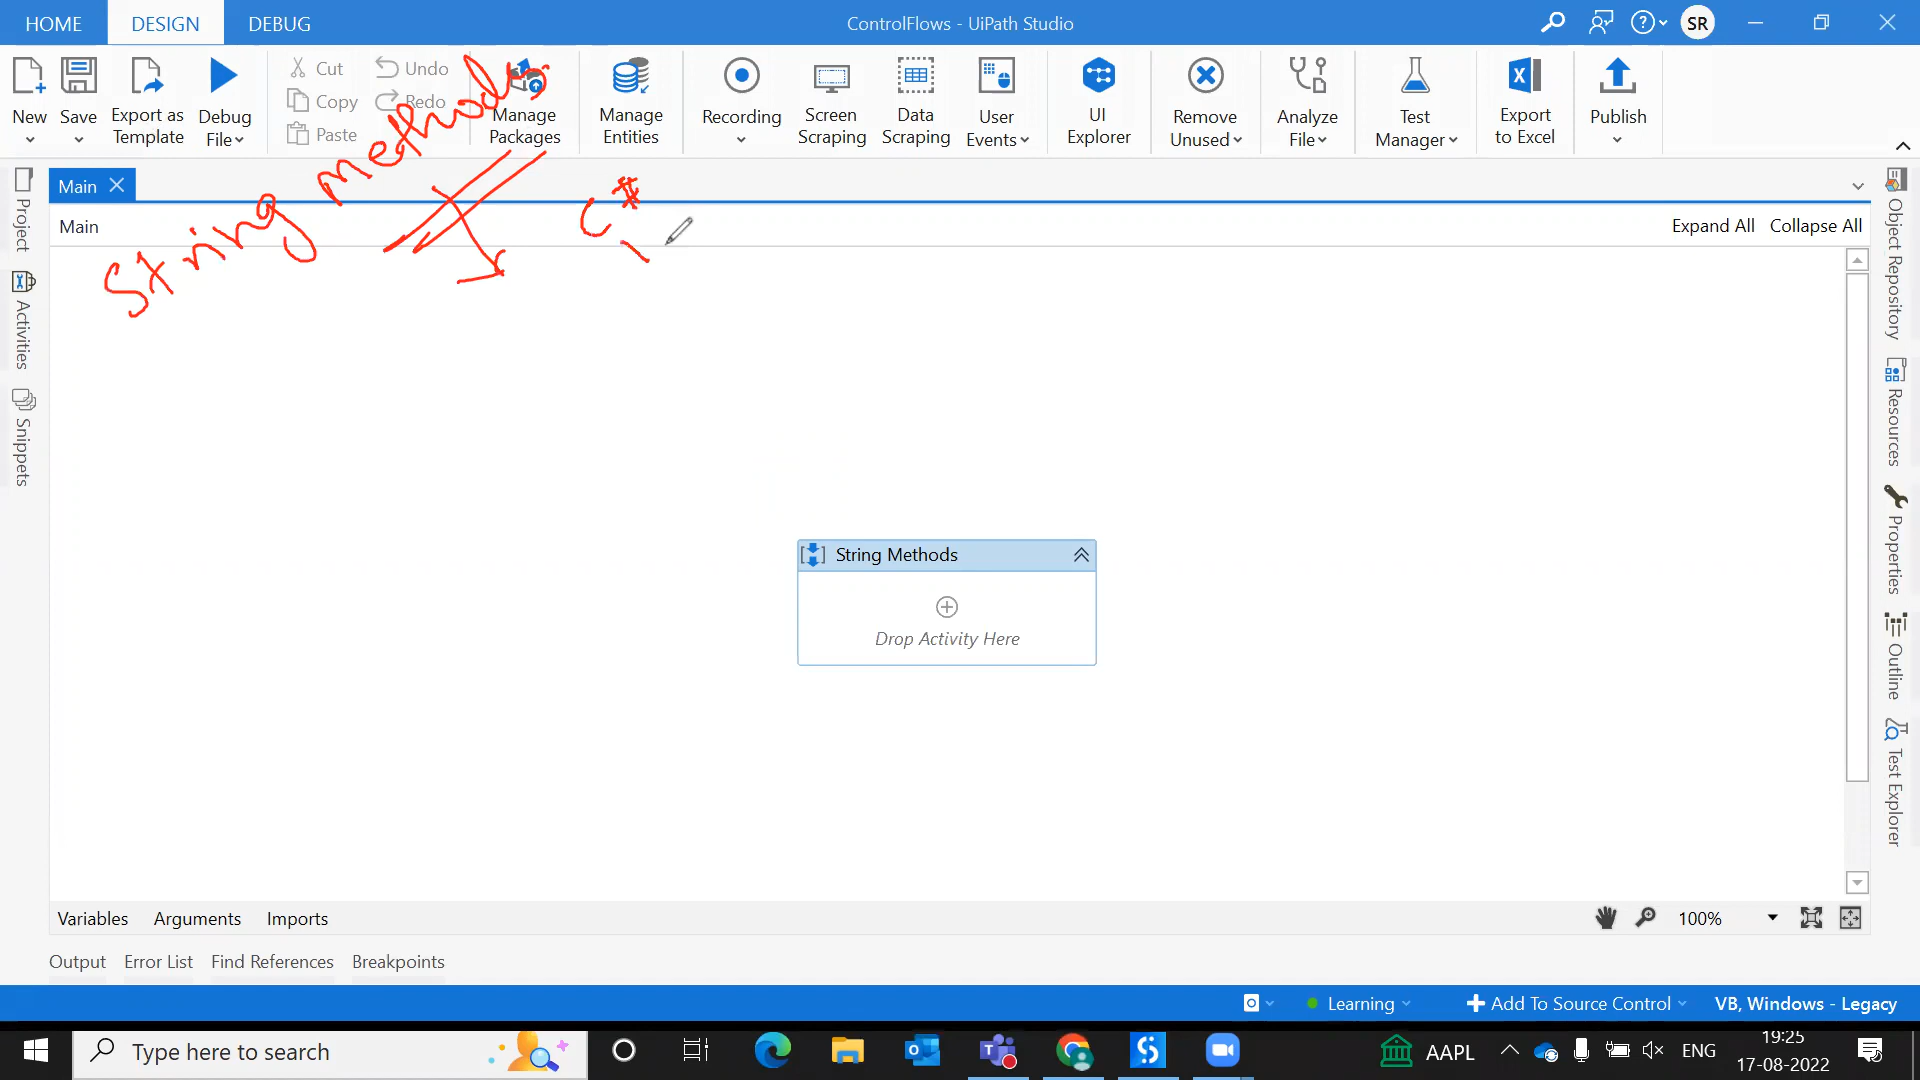 HOME DESIGN DEBUG ControlFlows - UiPath Studio SR
New Save Export as Template Debug File Cut Copy Paste Undo Redo Manage Packages Manage Entities Recording Screen Scraping Data Scraping User Events UI Explorer Remove Unused Analyze File Test Manager Export to Excel Publish
String methods
C#
Main
Main Expand All Collapse All
Project
Activities
Snippets
Object Repository
Resources
Properties
Outline
Test Explorer
String Methods
Drop Activity Here
Variables Arguments Imports 100%
Output Error List Find References Breakpoints
Learning Add To Source Control VB, Windows - Legacy
Type here to search AAPL ENG 19:25
17-08-2022